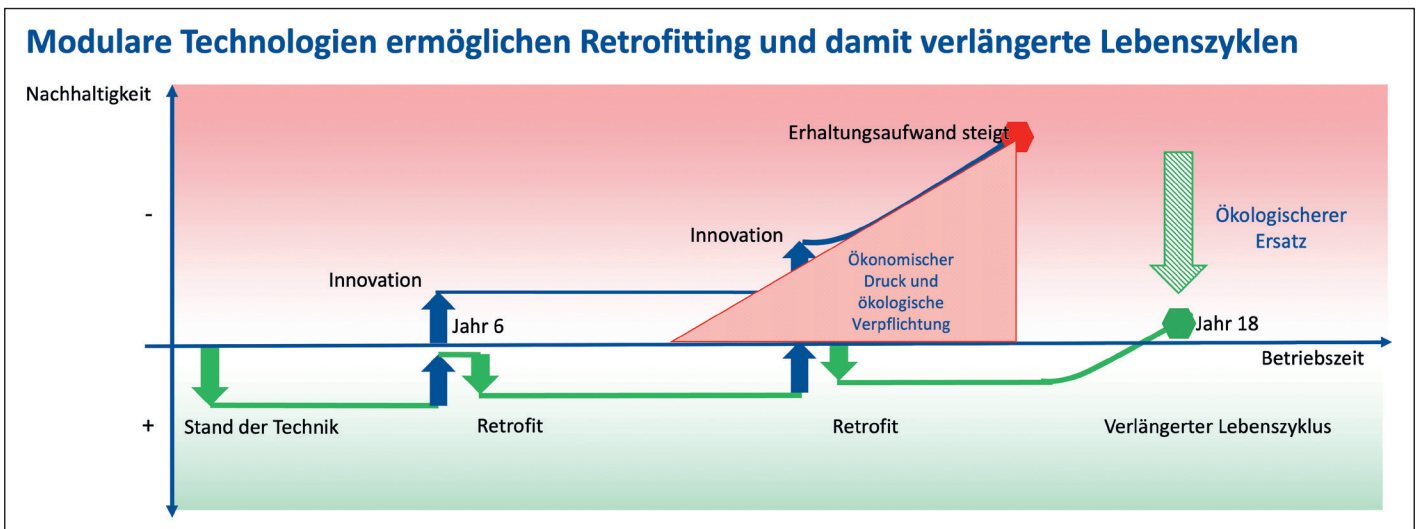 Modulare Technologien ermöglichen Retrofitting und damit verlängerte Lebenszyklen
Nachhaltigkeit
Erhaltungsaufwand steigt
-
Ökologischerer
Ersatz
Innovation
Ökonomischer
Druck und
ökologische
Verpflichtung
Innovation
Jahr 6
Jahr 18
Betriebszeit
+
Stand der Technik
Retrofit
Retrofit
Verlängerter Lebenszyklus